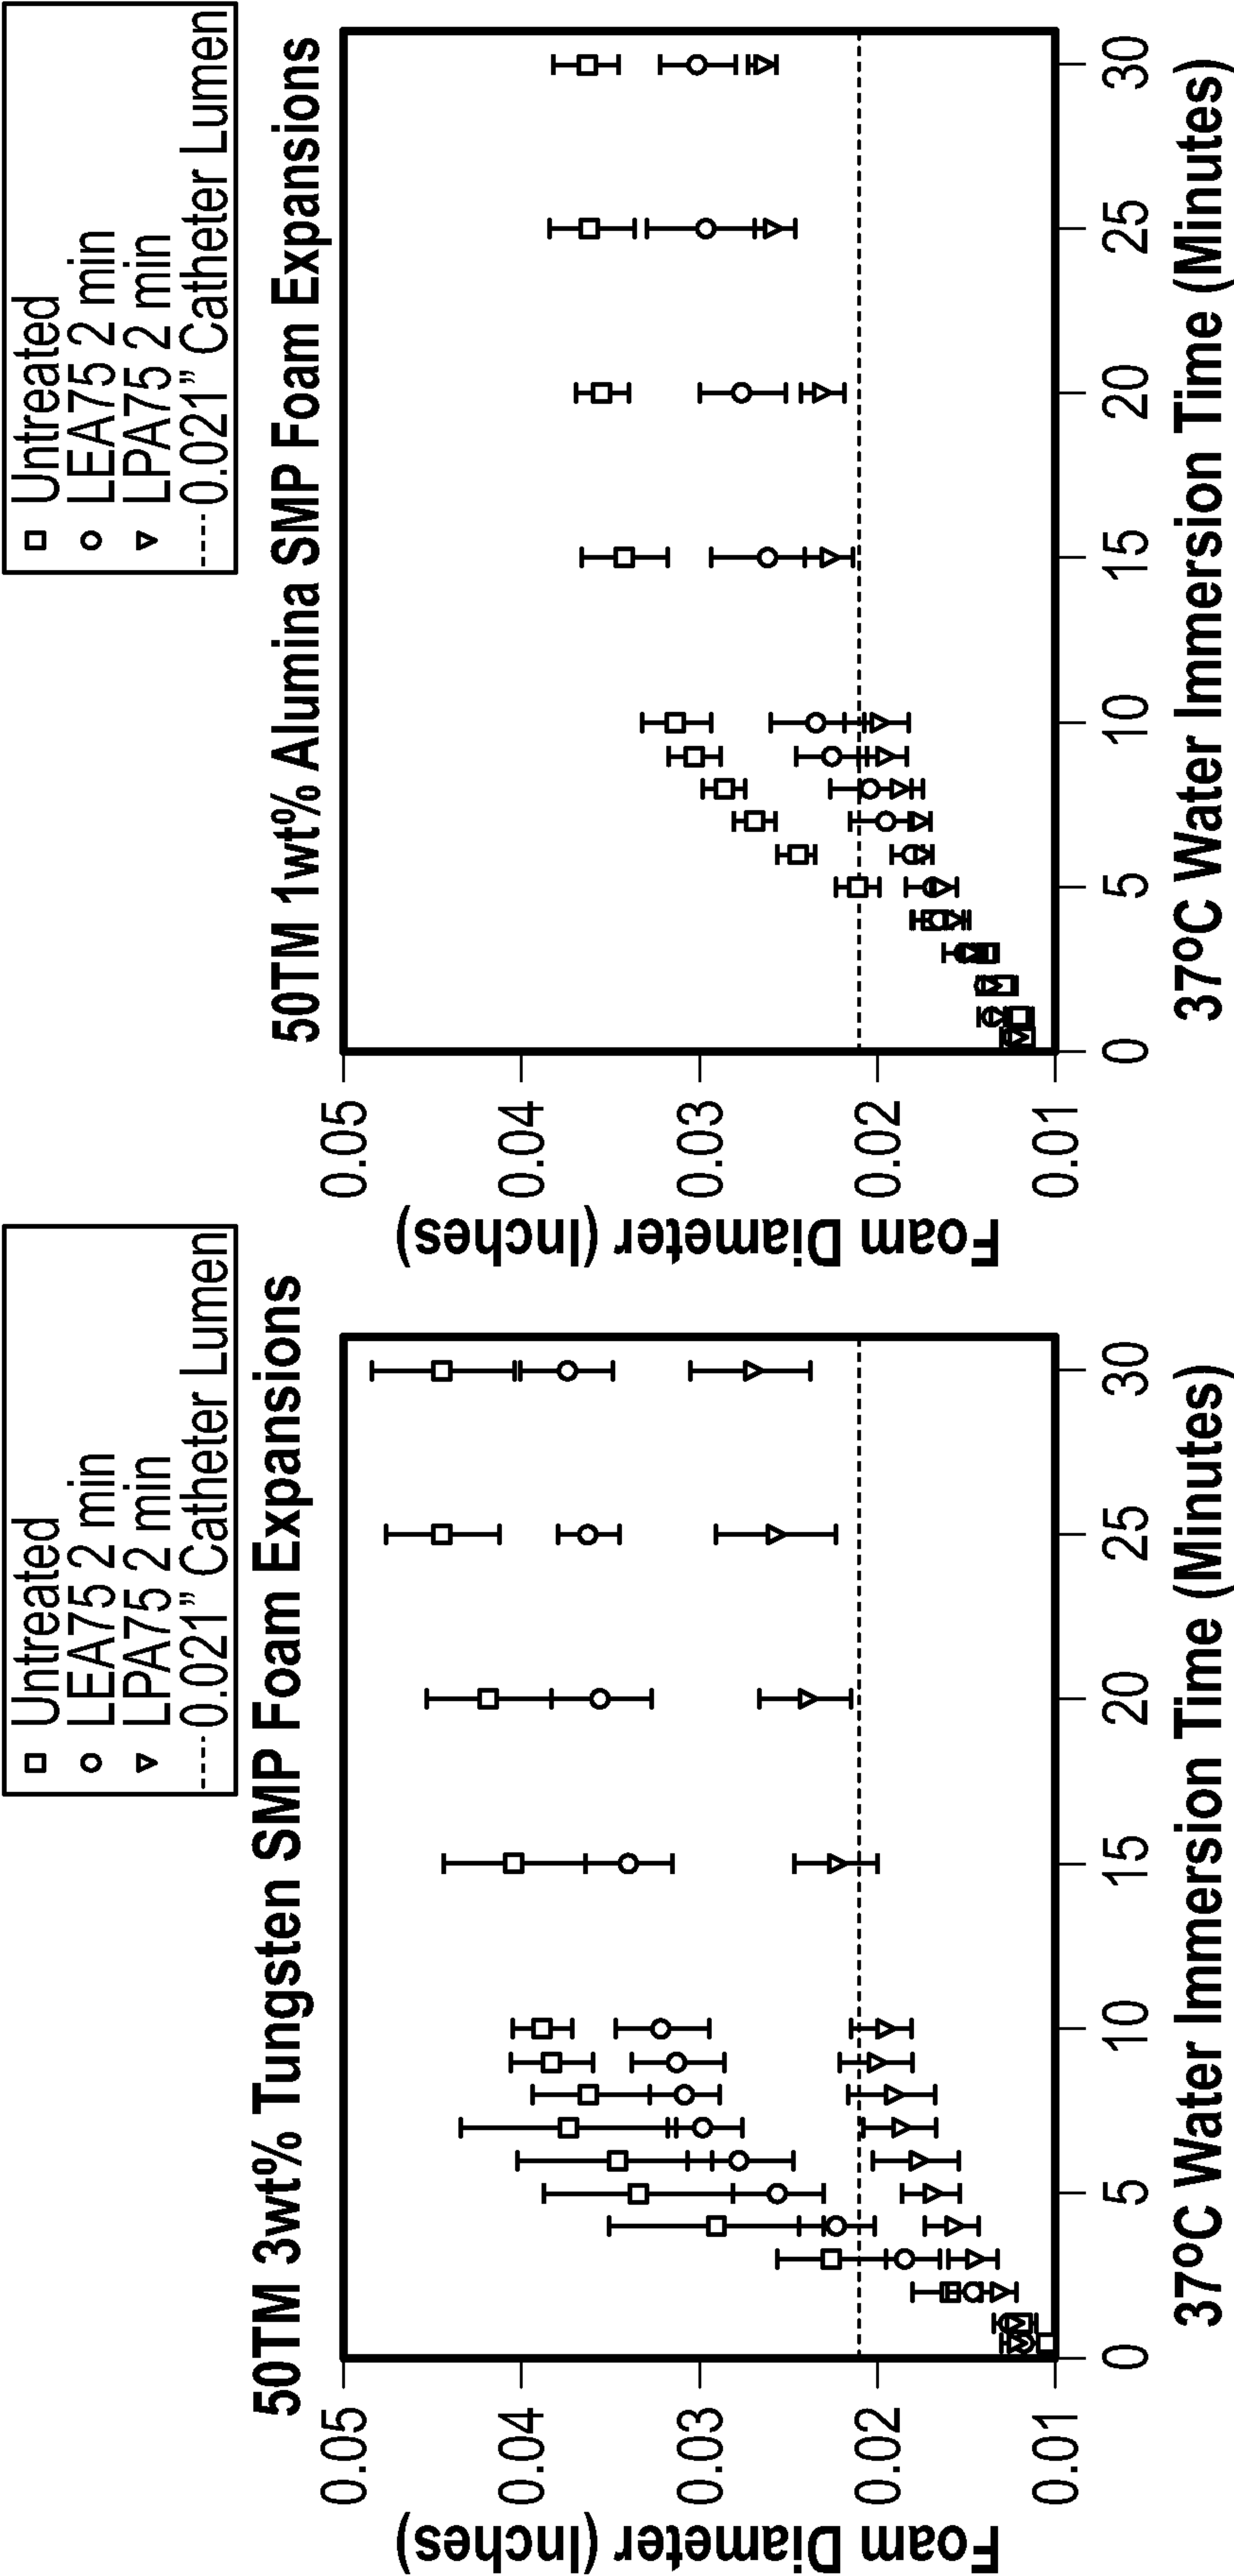 □ Untreated
○ LEA75 2 min
▽ LPA75 2 min
---- 0.021” Catheter Lumen
50TM 3wt% Tungsten SMP Foam Expansions
Foam Diameter (Inches)
0.05
0.04
0.03
0.02
0.01
0 5 10 15 20 25 30
37ºC Water Immersion Time (Minutes)
□ Untreated
○ LEA75 2 min
▽ LPA75 2 min
---- 0.021” Catheter Lumen
50TM 1wt% Alumina SMP Foam Expansions
Foam Diameter (Inches)
0.05
0.04
0.03
0.02
0.01
0 5 10 15 20 25 30
37ºC Water Immersion Time (Minutes)